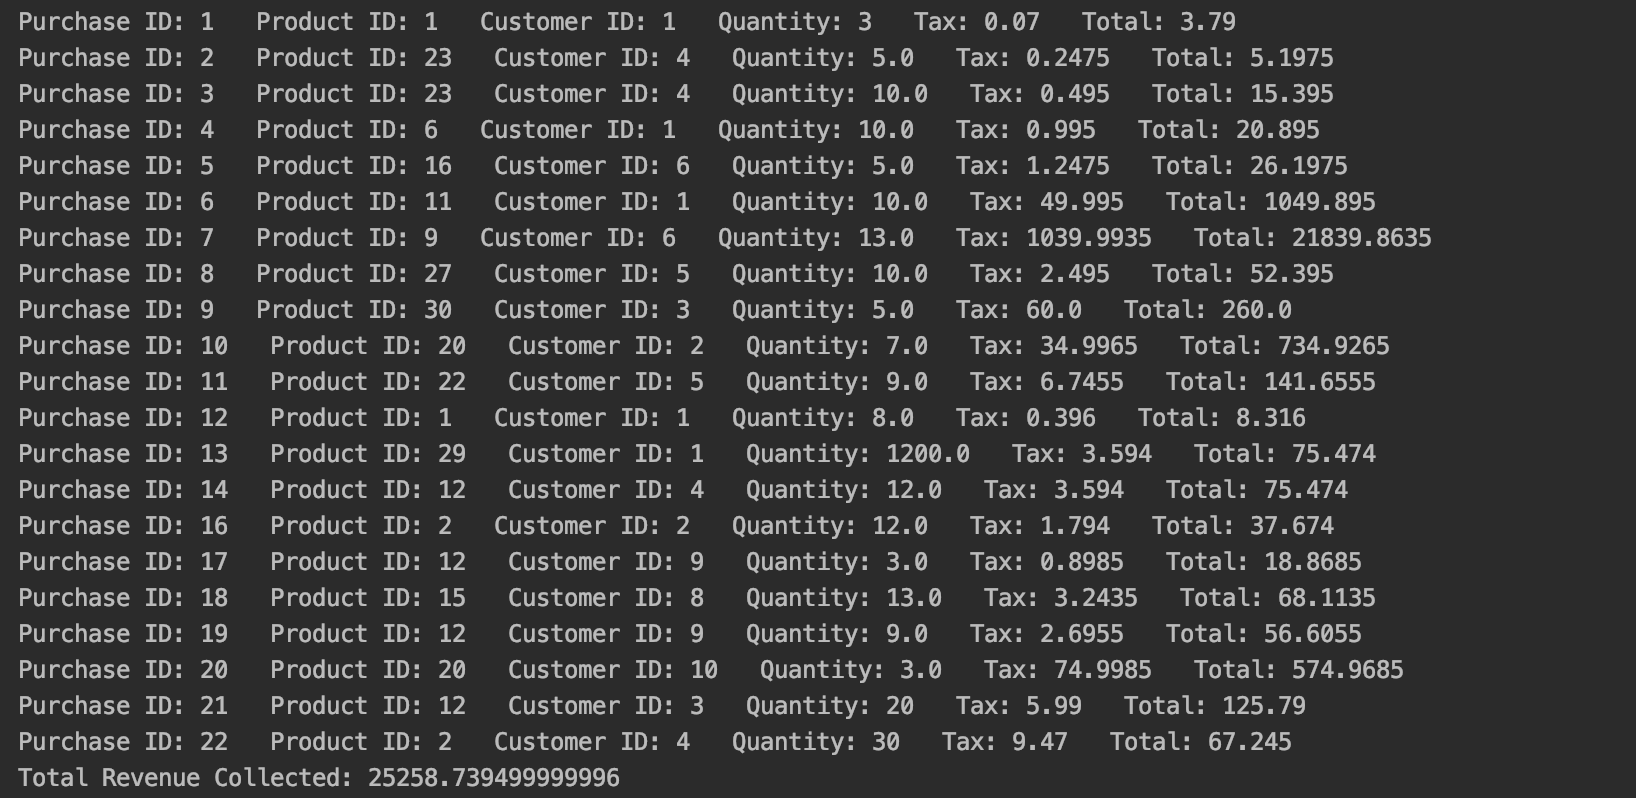 Purchase ID: 1   Product ID: 1   Customer ID: 1   Quantity: 3   Tax: 0.07   Total: 3.79
Purchase ID: 2   Product ID: 23   Customer ID: 4   Quantity: 5.0   Tax: 0.2475   Total: 5.1975
Purchase ID: 3   Product ID: 23   Customer ID: 4   Quantity: 10.0   Tax: 0.495   Total: 15.395
Purchase ID: 4   Product ID: 6   Customer ID: 1   Quantity: 10.0   Tax: 0.995   Total: 20.895
Purchase ID: 5   Product ID: 16   Customer ID: 6   Quantity: 5.0   Tax: 1.2475   Total: 26.1975
Purchase ID: 6   Product ID: 11   Customer ID: 1   Quantity: 10.0   Tax: 49.995   Total: 1049.895
Purchase ID: 7   Product ID: 9   Customer ID: 6   Quantity: 13.0   Tax: 1039.9935   Total: 21839.8635
Purchase ID: 8   Product ID: 27   Customer ID: 5   Quantity: 10.0   Tax: 2.495   Total: 52.395
Purchase ID: 9   Product ID: 30   Customer ID: 3   Quantity: 5.0   Tax: 60.0   Total: 260.0
Purchase ID: 10   Product ID: 20   Customer ID: 2   Quantity: 7.0   Tax: 34.9965   Total: 734.9265
Purchase ID: 11   Product ID: 22   Customer ID: 5   Quantity: 9.0   Tax: 6.7455   Total: 141.6555
Purchase ID: 12   Product ID: 1   Customer ID: 1   Quantity: 8.0   Tax: 0.396   Total: 8.316
Purchase ID: 13   Product ID: 29   Customer ID: 1   Quantity: 1200.0   Tax: 3.594   Total: 75.474
Purchase ID: 14   Product ID: 12   Customer ID: 4   Quantity: 12.0   Tax: 3.594   Total: 75.474
Purchase ID: 16   Product ID: 2   Customer ID: 2   Quantity: 12.0   Tax: 1.794   Total: 37.674
Purchase ID: 17   Product ID: 12   Customer ID: 9   Quantity: 3.0   Tax: 0.8985   Total: 18.8685
Purchase ID: 18   Product ID: 15   Customer ID: 8   Quantity: 13.0   Tax: 3.2435   Total: 68.1135
Purchase ID: 19   Product ID: 12   Customer ID: 9   Quantity: 9.0   Tax: 2.6955   Total: 56.6055
Purchase ID: 20   Product ID: 20   Customer ID: 10   Quantity: 3.0   Tax: 74.9985   Total: 574.9685
Purchase ID: 21   Product ID: 12   Customer ID: 3   Quantity: 20   Tax: 5.99   Total: 125.79
Purchase ID: 22   Product ID: 2   Customer ID: 4   Quantity: 30   Tax: 9.47   Total: 67.245
Total Revenue Collected: 25258.739499999996